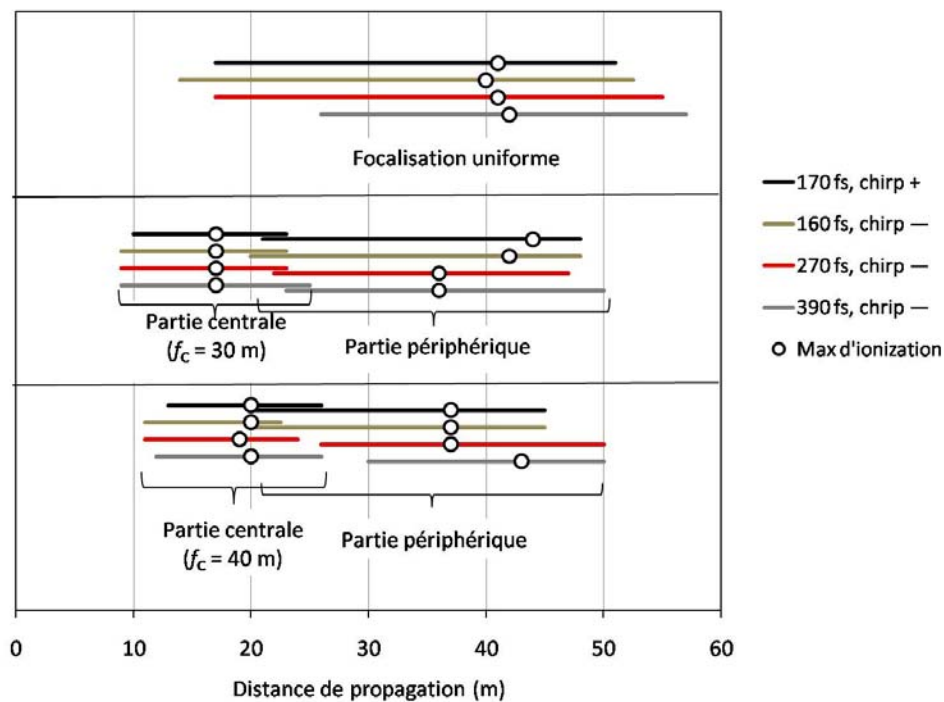 Focalisation uniforme
Partie centrale
(fC = 30 m)
Partie périphérique
Partie centrale
(fC = 40 m)
Partie périphérique
0 10 20 30 40 50 60
Distance de propagation (m)
170 fs, chirp +
160 fs, chirp —
270 fs, chirp —
390 fs, chrip —
Max d'ionization